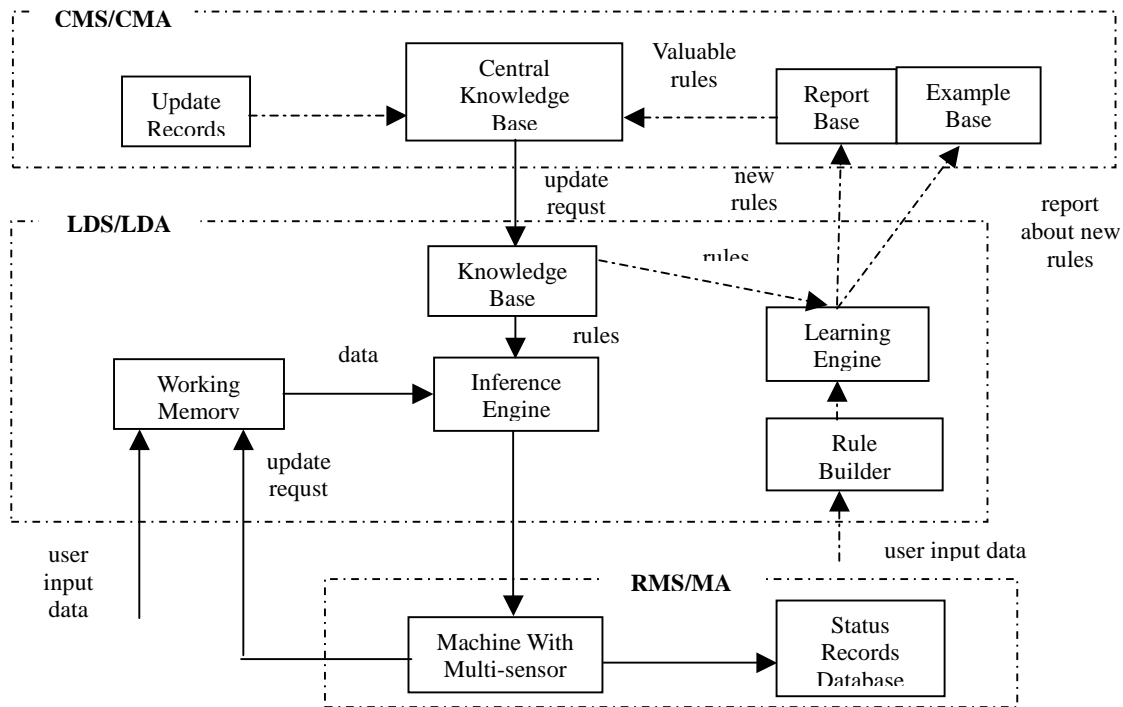 CMS/CMA
Update
Records
Central
Knowledge
Base
Valuable
rules
Report
Base
Example
Base
update
requst
new
rules
report
about new
rules
LDS/LDA
Knowledge
Base
rules
rules
Learning
Engine
data
Working
Memory
Inference
Engine
update
requst
Rule
Builder
user
input
data
user input data
RMS/MA
Machine With
Multi-sensor
Status
Records
Database